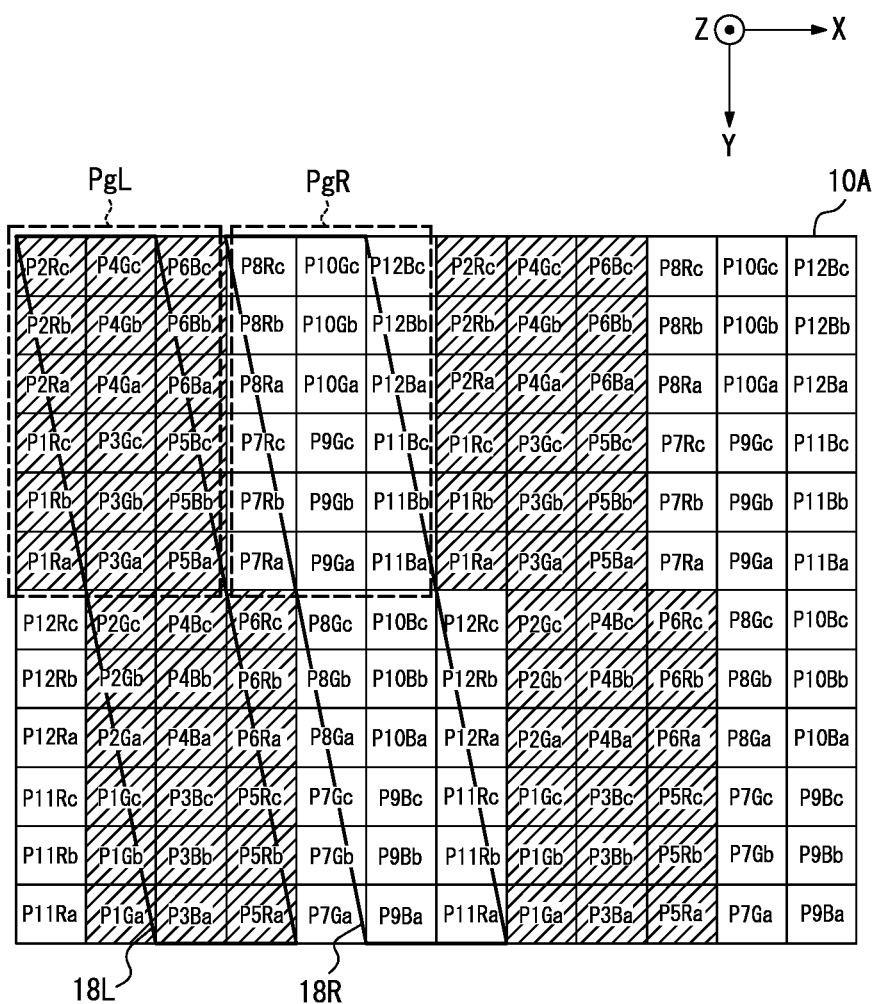 Z X
Y
PgL PgR 10A
P2Rc P4Gc P6Bc P8Rc P10Gc P12Bc P2Rc P4Gc P6Bc P8Rc P10Gc P12Bc
P2Rb P4Gb P6Bb P8Rb P10Gb P12Bb P2Rb P4Gb P6Bb P8Rb P10Gb P12Bb
P2Ra P4Ga P6Ba P8Ra P10Ga P12Ba P2Ra P4Ga P6Ba P8Ra P10Ga P12Ba
P1Rc P3Gc P5Bc P7Rc P9Gc P11Bc P1Rc P3Gc P5Bc P7Rc P9Gc P11Bc
P1Rb P3Gb P5Bb P7Rb P9Gb P11Bb P1Rb P3Gb P5Bb P7Rb P9Gb P11Bb
P1Ra P3Ga P5Ba P7Ra P9Ga P11Ba P1Ra P3Ga P5Ba P7Ra P9Ga P11Ba
P12Rc P2Gc P4Bc P6Rc P8Gc P10Bc P12Rc P2Gc P4Bc P6Rc P8Gc P10Bc
P12Rb P2Gb P4Bb P6Rb P8Gb P10Bb P12Rb P2Gb P4Bb P6Rb P8Gb P10Bb
P12Ra P2Ga P4Ba P6Ra P8Ga P10Ba P12Ra P2Ga P4Ba P6Ra P8Ga P10Ba
P11Rc P1Gc P3Bc P5Rc P7Gc P9Bc P11Rc P1Gc P3Bc P5Rc P7Gc P9Bc
P11Rb P1Gb P3Bb P5Rb P7Gb P9Bb P11Rb P1Gb P3Bb P5Rb P7Gb P9Bb
P11Ra P1Ga P3Ba P5Ra P7Ga P9Ba P11Ra P1Ga P3Ba P5Ra P7Ga P9Ba
18L 18R